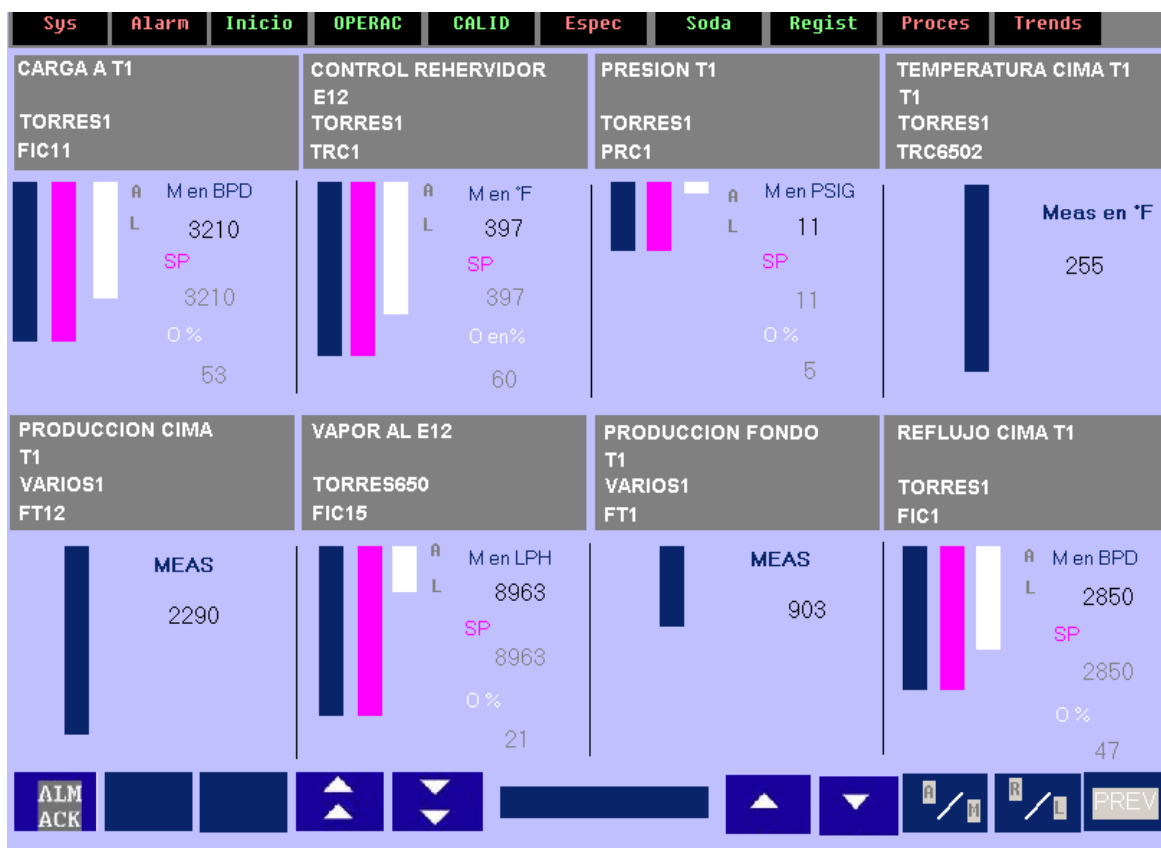 Sys Alarm Inicio OPERAC CALID Espec Soda Regist Proces Trends
CARGA A T1
TORRES1
FIC11
CONTROL REHERVIDOR
E12
TORRES1
TRC1
PRESION T1
TORRES1
PRC1
TEMPERATURA CIMA T1
T1
TORRES1
TRC6502
A M en BPD
L 3210
SP
3210
O %
53
A M en °F
L 397
SP
397
O en%
60
A M en PSIG
L 11
SP
11
O %
5
Meas en °F
255
PRODUCCION CIMA
T1
VARIOS1
FT12
VAPOR AL E12
TORRES650
FIC15
PRODUCCION FONDO
T1
VARIOS1
FT1
REFLUJO CIMA T1
TORRES1
FIC1
MEAS
2290
A M en LPH
L 8963
SP
8963
O %
21
MEAS
903
A M en BPD
L 2850
SP
2850
O %
47
ALM
ACK
A/M
R/L
PREV